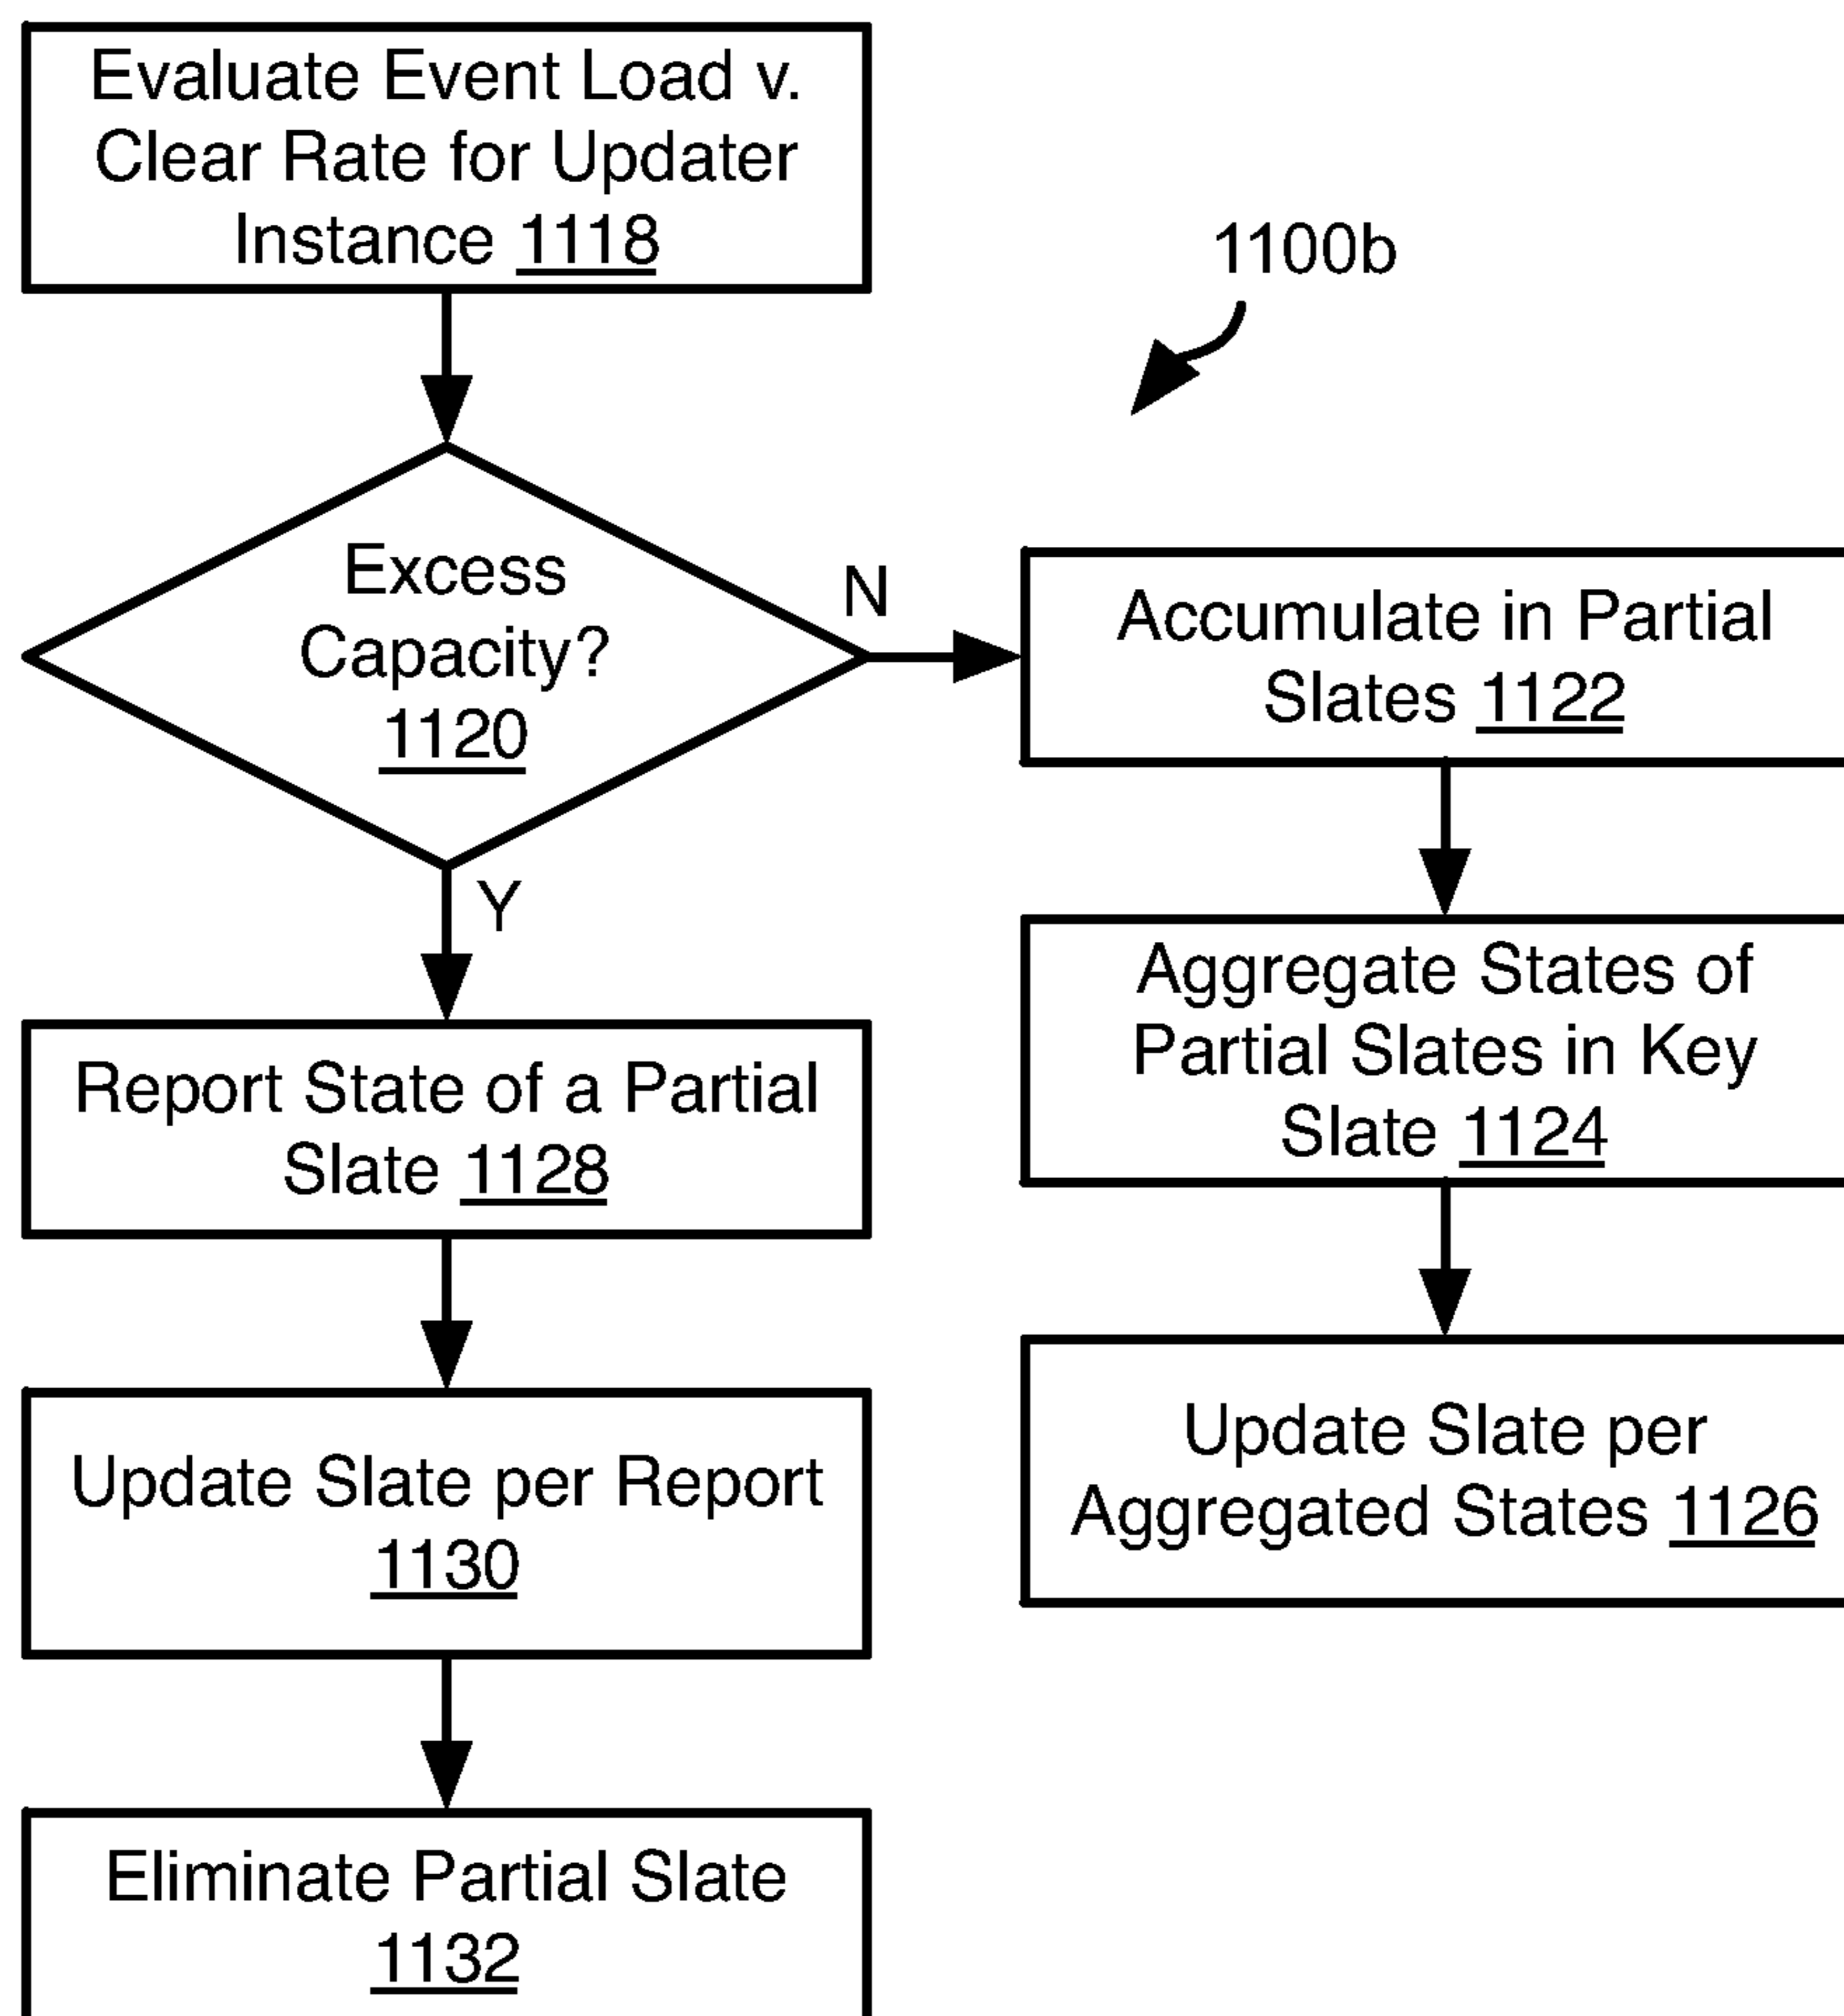 Evaluate Event Load v.
Clear Rate for Updater
Instance 1118
1100b
Excess
Capacity?
1120
N
Y
Accumulate in Partial
Slates 1122
Aggregate States of
Partial Slates in Key
Slate 1124
Update Slate per
Aggregated States 1126
Report State of a Partial
Slate 1128
Update Slate per Report
1130
Eliminate Partial Slate
1132